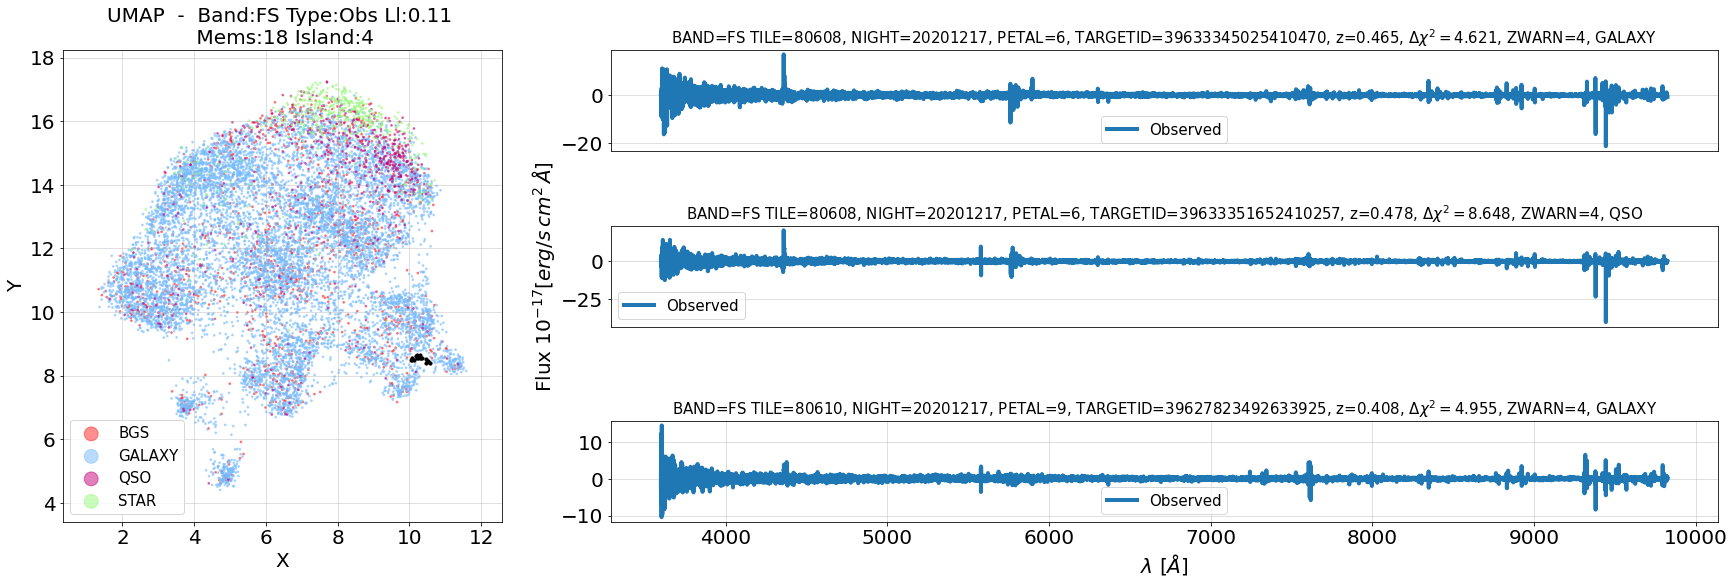 UMAP - Band:FS Type:Obs Ll:0.11
Mems:18 Island:4
18
16
14
12
10
8
6
4
Y
BGS
GALAXY
QSO
STAR
2 4 6 8 10 12
X
Flux 10⁻¹⁷[erg/s cm² Å]
BAND=FS TILE=80608, NIGHT=20201217, PETAL=6, TARGETID=39633345025410470, z=0.465, Δχ² = 4.621, ZWARN=4, GALAXY
0
−20
Observed
BAND=FS TILE=80608, NIGHT=20201217, PETAL=6, TARGETID=39633351652410257, z=0.478, Δχ² = 8.648, ZWARN=4, QSO
0
−25
Observed
BAND=FS TILE=80610, NIGHT=20201217, PETAL=9, TARGETID=39627823492633925, z=0.408, Δχ² = 4.955, ZWARN=4, GALAXY
10
0
−10
Observed
4000 5000 6000 7000 8000 9000 10000
λ [Å]